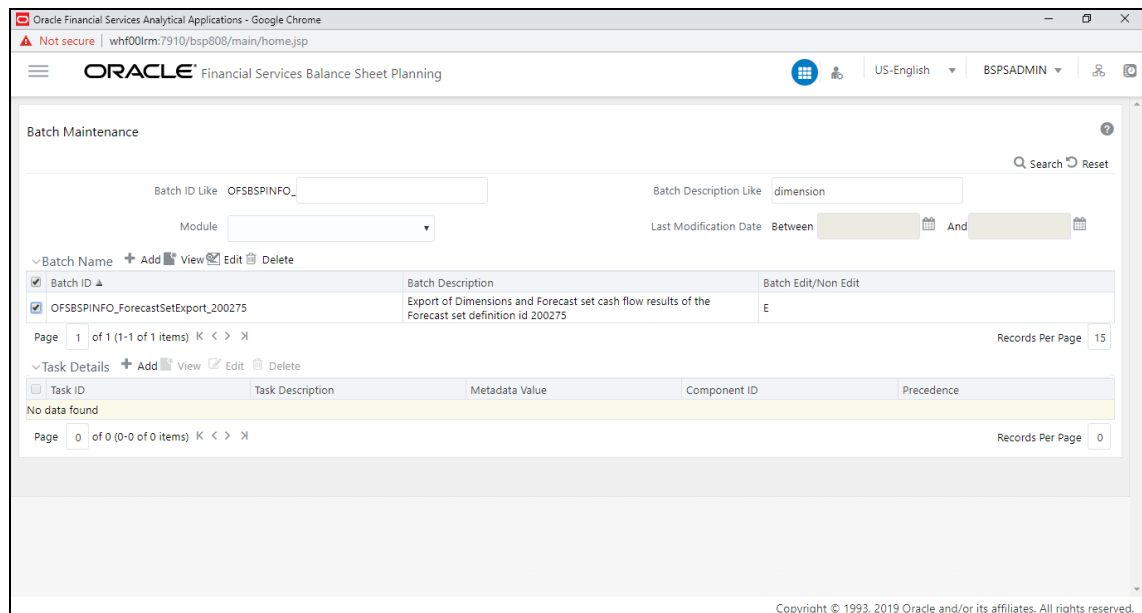 Oracle Financial Services Analytical Applications - Google Chrome
Not secure | whf00lrm:7910/bsp808/main/home.jsp
ORACLE' Financial Services Balance Sheet Planning US-English BSPSADMIN
Batch Maintenance
Search Reset
Batch ID Like OFSBSPINFO_ Batch Description Like dimension
Module Last Modification Date Between And
Batch Name Add View Edit Delete
Batch ID Batch Description Batch Edit/Non Edit
OFSBSPINFO_ForecastSetExport_200275 Export of Dimensions and Forecast set cash flow results of the E
Forecast set definition id 200275
Page 1 of 1 (1-1 of 1 items) Records Per Page 15
Task Details Add View Edit Delete
Task ID Task Description Metadata Value Component ID Precedence
No data found
Page 0 of 0 (0-0 of 0 items) Records Per Page 0
Copyright © 1993, 2019 Oracle and/or its affiliates. All rights reserved.